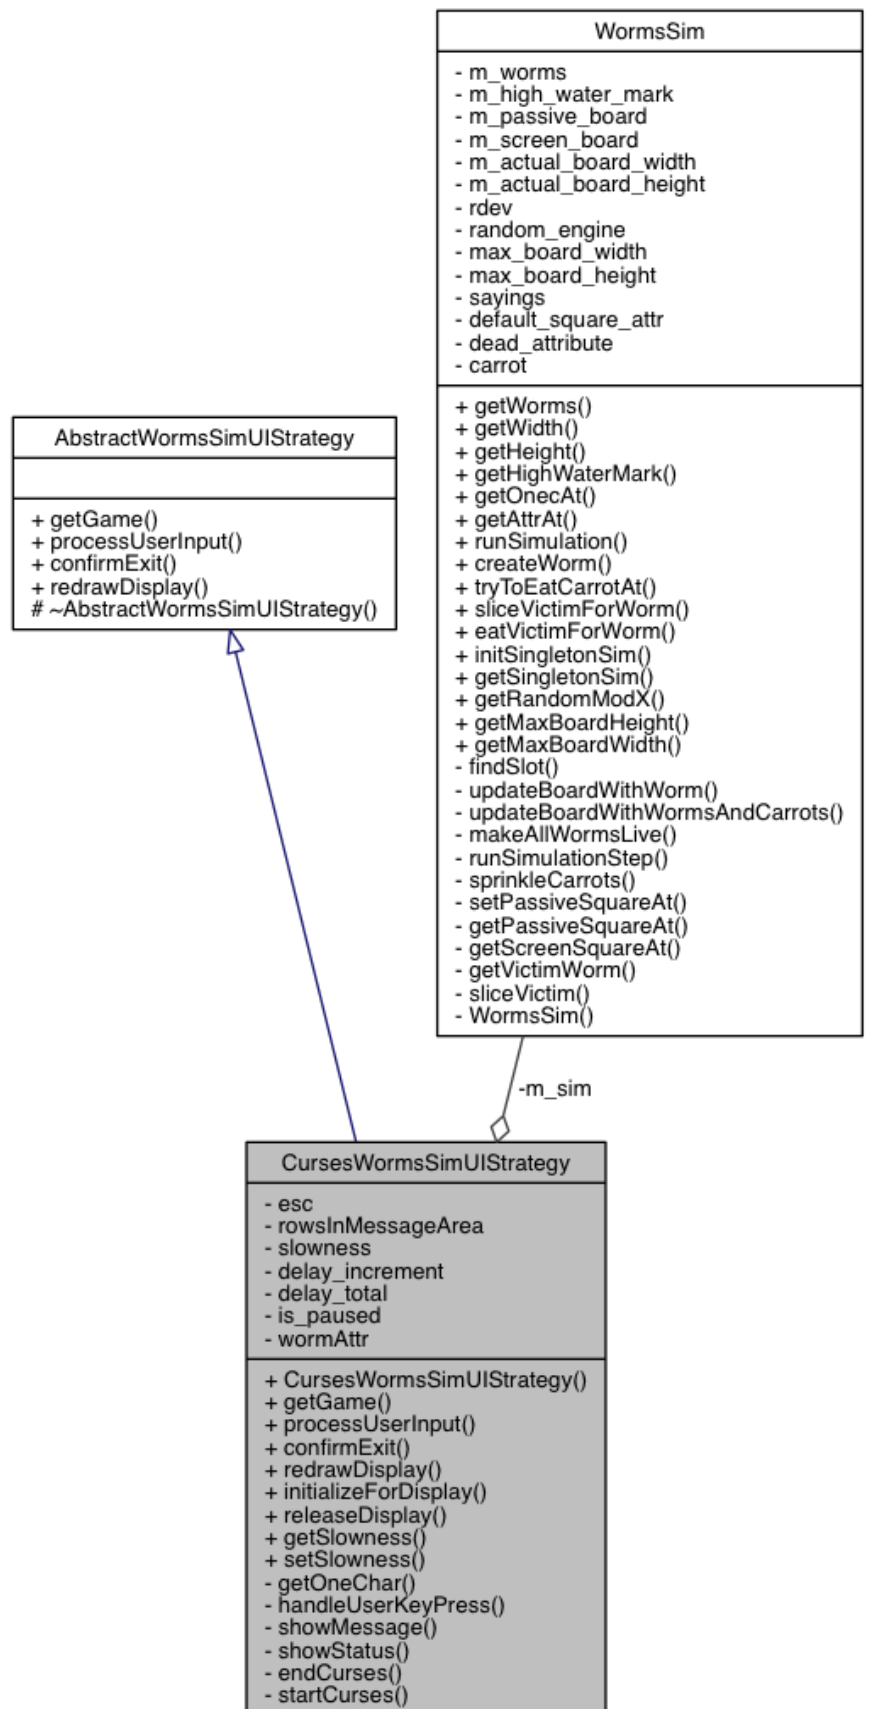 WormsSim
- m_worms
- m_high_water_mark
- m_passive_board
- m_screen_board
- m_actual_board_width
- m_actual_board_height
- rdev
- random_engine
- max_board_width
- max_board_height
- sayings
- default_square_attr
- dead_attribute
- carrot
+ getWorms()
+ getWidth()
+ getHeight()
+ getHighWaterMark()
+ getOnecAt()
+ getAttrAt()
+ runSimulation()
+ createWorm()
+ tryToEatCarrotAt()
+ sliceVictimForWorm()
+ eatVictimForWorm()
+ initSingletonSim()
+ getSingletonSim()
+ getRandomModX()
+ getMaxBoardHeight()
+ getMaxBoardWidth()
- findSlot()
- updateBoardWithWorm()
- updateBoardWithWormsAndCarrots()
- makeAllWormsLive()
- runSimulationStep()
- sprinkleCarrots()
- setPassiveSquareAt()
- getPassiveSquareAt()
- getScreenSquareAt()
- getVictimWorm()
- sliceVictim()
- WormsSim()
AbstractWormsSimUIStrategy
+ getGame()
+ processUserInput()
+ confirmExit()
+ redrawDisplay()
# ~AbstractWormsSimUIStrategy()
-m_sim
CursesWormsSimUIStrategy
- esc
- rowsInMessageArea
- slowness
- delay_increment
- delay_total
- is_paused
- wormAttr
+ CursesWormsSimUIStrategy()
+ getGame()
+ processUserInput()
+ confirmExit()
+ redrawDisplay()
+ initializeForDisplay()
+ releaseDisplay()
+ getSlowness()
+ setSlowness()
- getOneChar()
- handleUserKeyPress()
- showMessage()
- showStatus()
- endCurses()
- startCurses()